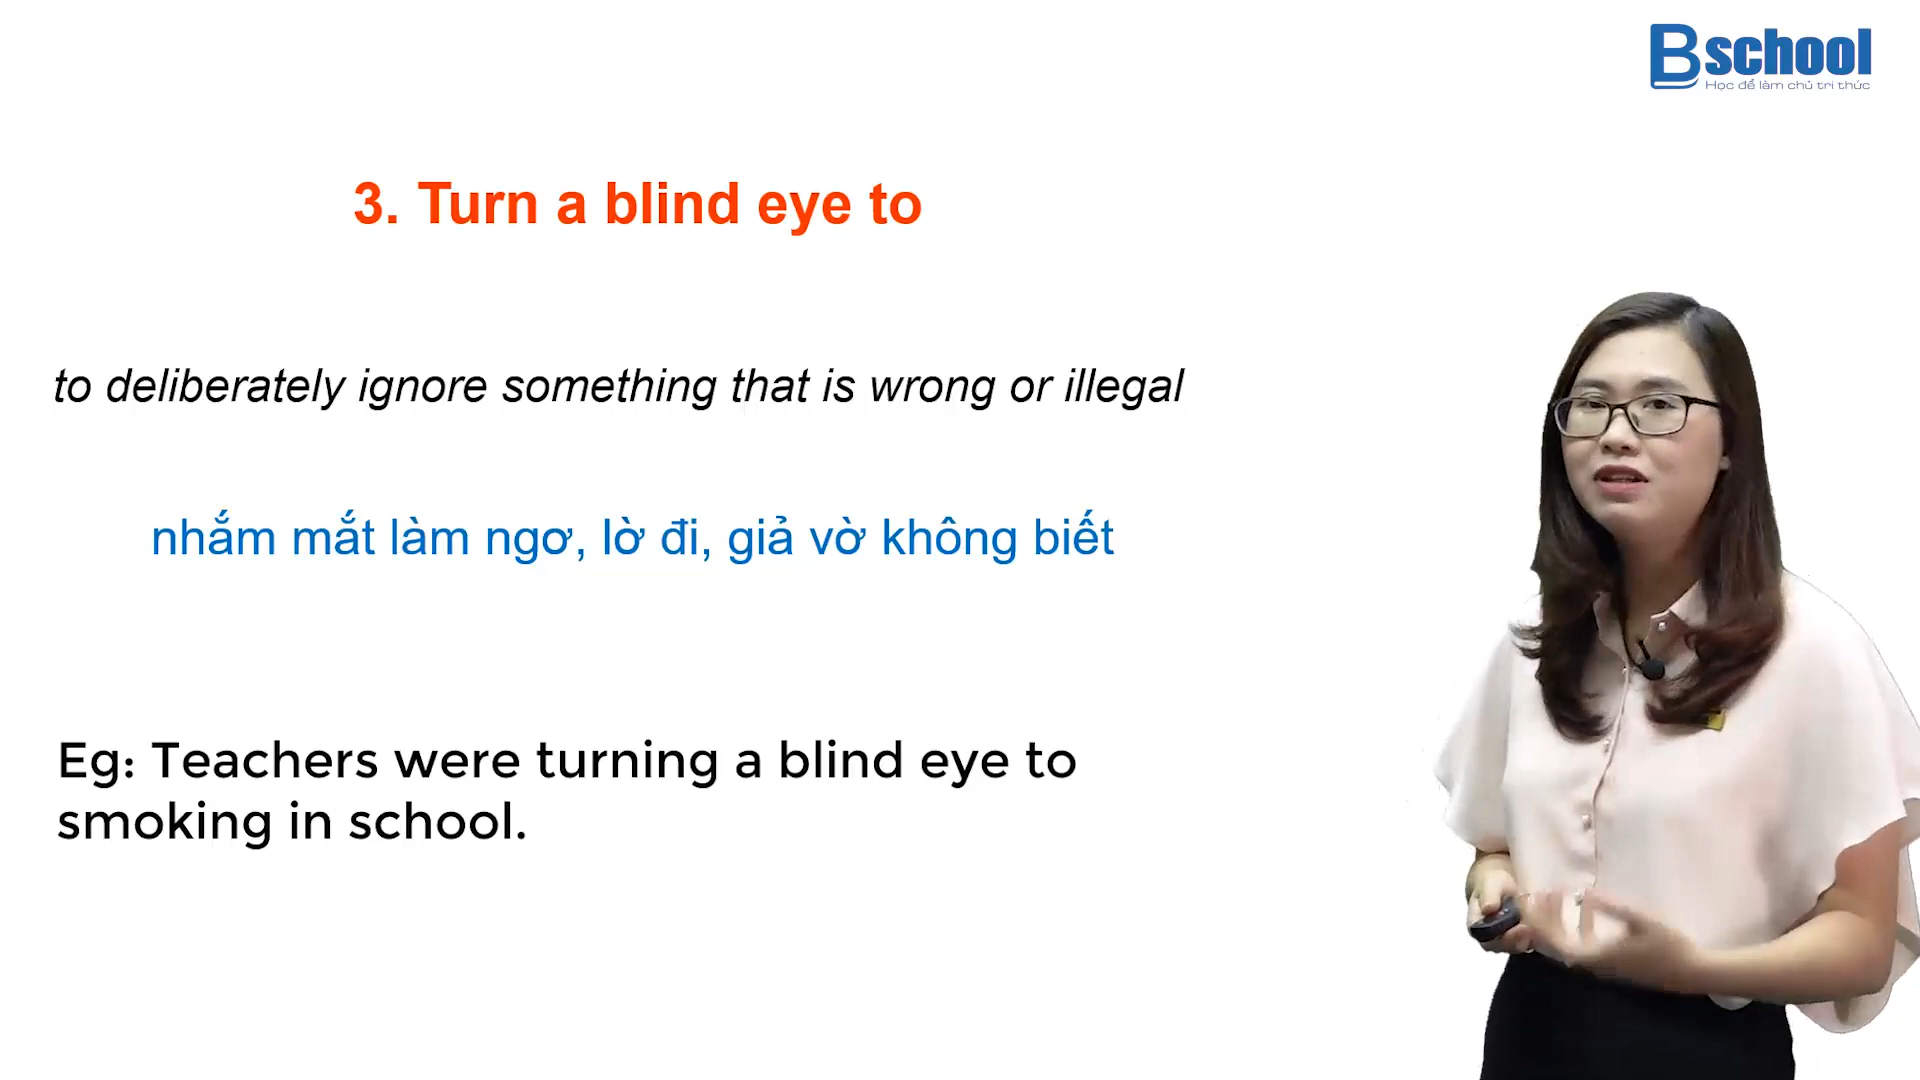 Bschool
Học để làm chủ tri thức
3. Turn a blind eye to
to deliberately ignore something that is wrong or illegal
nhắm mắt làm ngơ, lờ đi, giả vờ không biết
Eg: Teachers were turning a blind eye to
smoking in school.